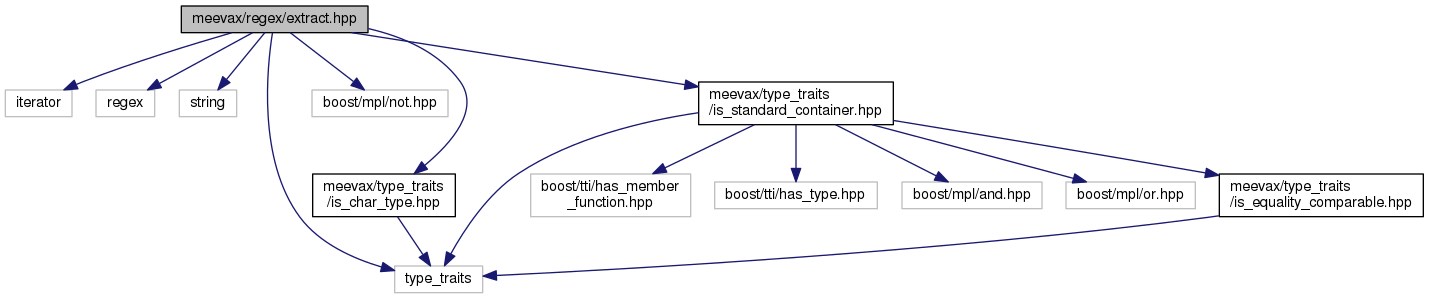 meevax/regex/extract.hpp
iterator
regex
string
boost/mpl/not.hpp
meevax/type_traits
/is_standard_container.hpp
meevax/type_traits
/is_char_type.hpp
boost/tti/has_member
_function.hpp
boost/tti/has_type.hpp
boost/mpl/and.hpp
boost/mpl/or.hpp
meevax/type_traits
/is_equality_comparable.hpp
type_traits